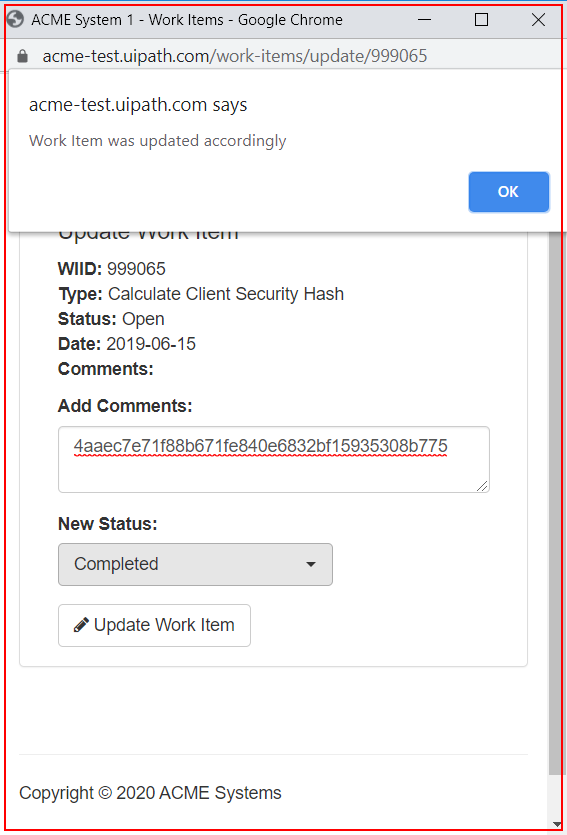 ACME System 1 - Work Items - Google Chrome
acme-test.uipath.com/work-items/update/999065
acme-test.uipath.com says
Work Item was updated accordingly
OK
Update Work Item
WIID: 999065
Type: Calculate Client Security Hash
Status: Open
Date: 2019-06-15
Comments:
Add Comments:
4aaec7e71f88b671fe840e6832bf15935308b775
New Status:
Completed
Update Work Item
Copyright © 2020 ACME Systems